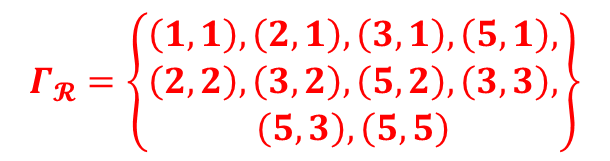 (1, 1), (2, 1), (3, 1), (5, 1),
𝜞𝓡 = { (2, 2), (3, 2), (5, 2), (3, 3), }
(5, 3), (5, 5)